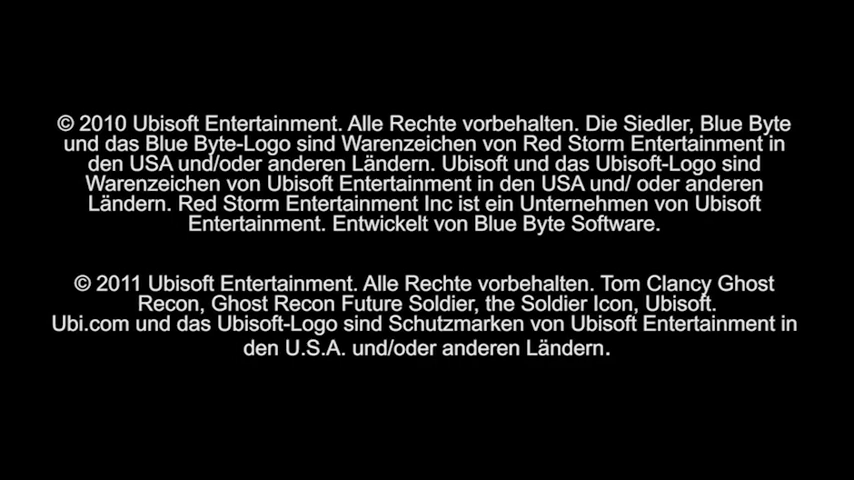 © 2010 Ubisoft Entertainment. Alle Rechte vorbehalten. Die Siedler, Blue Byte
und das Blue Byte-Logo sind Warenzeichen von Red Storm Entertainment in
den USA und/oder anderen Ländern. Ubisoft und das Ubisoft-Logo sind
Warenzeichen von Ubisoft Entertainment in den USA und/ oder anderen
Ländern. Red Storm Entertainment Inc ist ein Unternehmen von Ubisoft
Entertainment. Entwickelt von Blue Byte Software.
© 2011 Ubisoft Entertainment. Alle Rechte vorbehalten. Tom Clancy Ghost
Recon, Ghost Recon Future Soldier, the Soldier Icon, Ubisoft.
Ubi.com und das Ubisoft-Logo sind Schutzmarken von Ubisoft Entertainment in
den U.S.A. und/oder anderen Ländern.